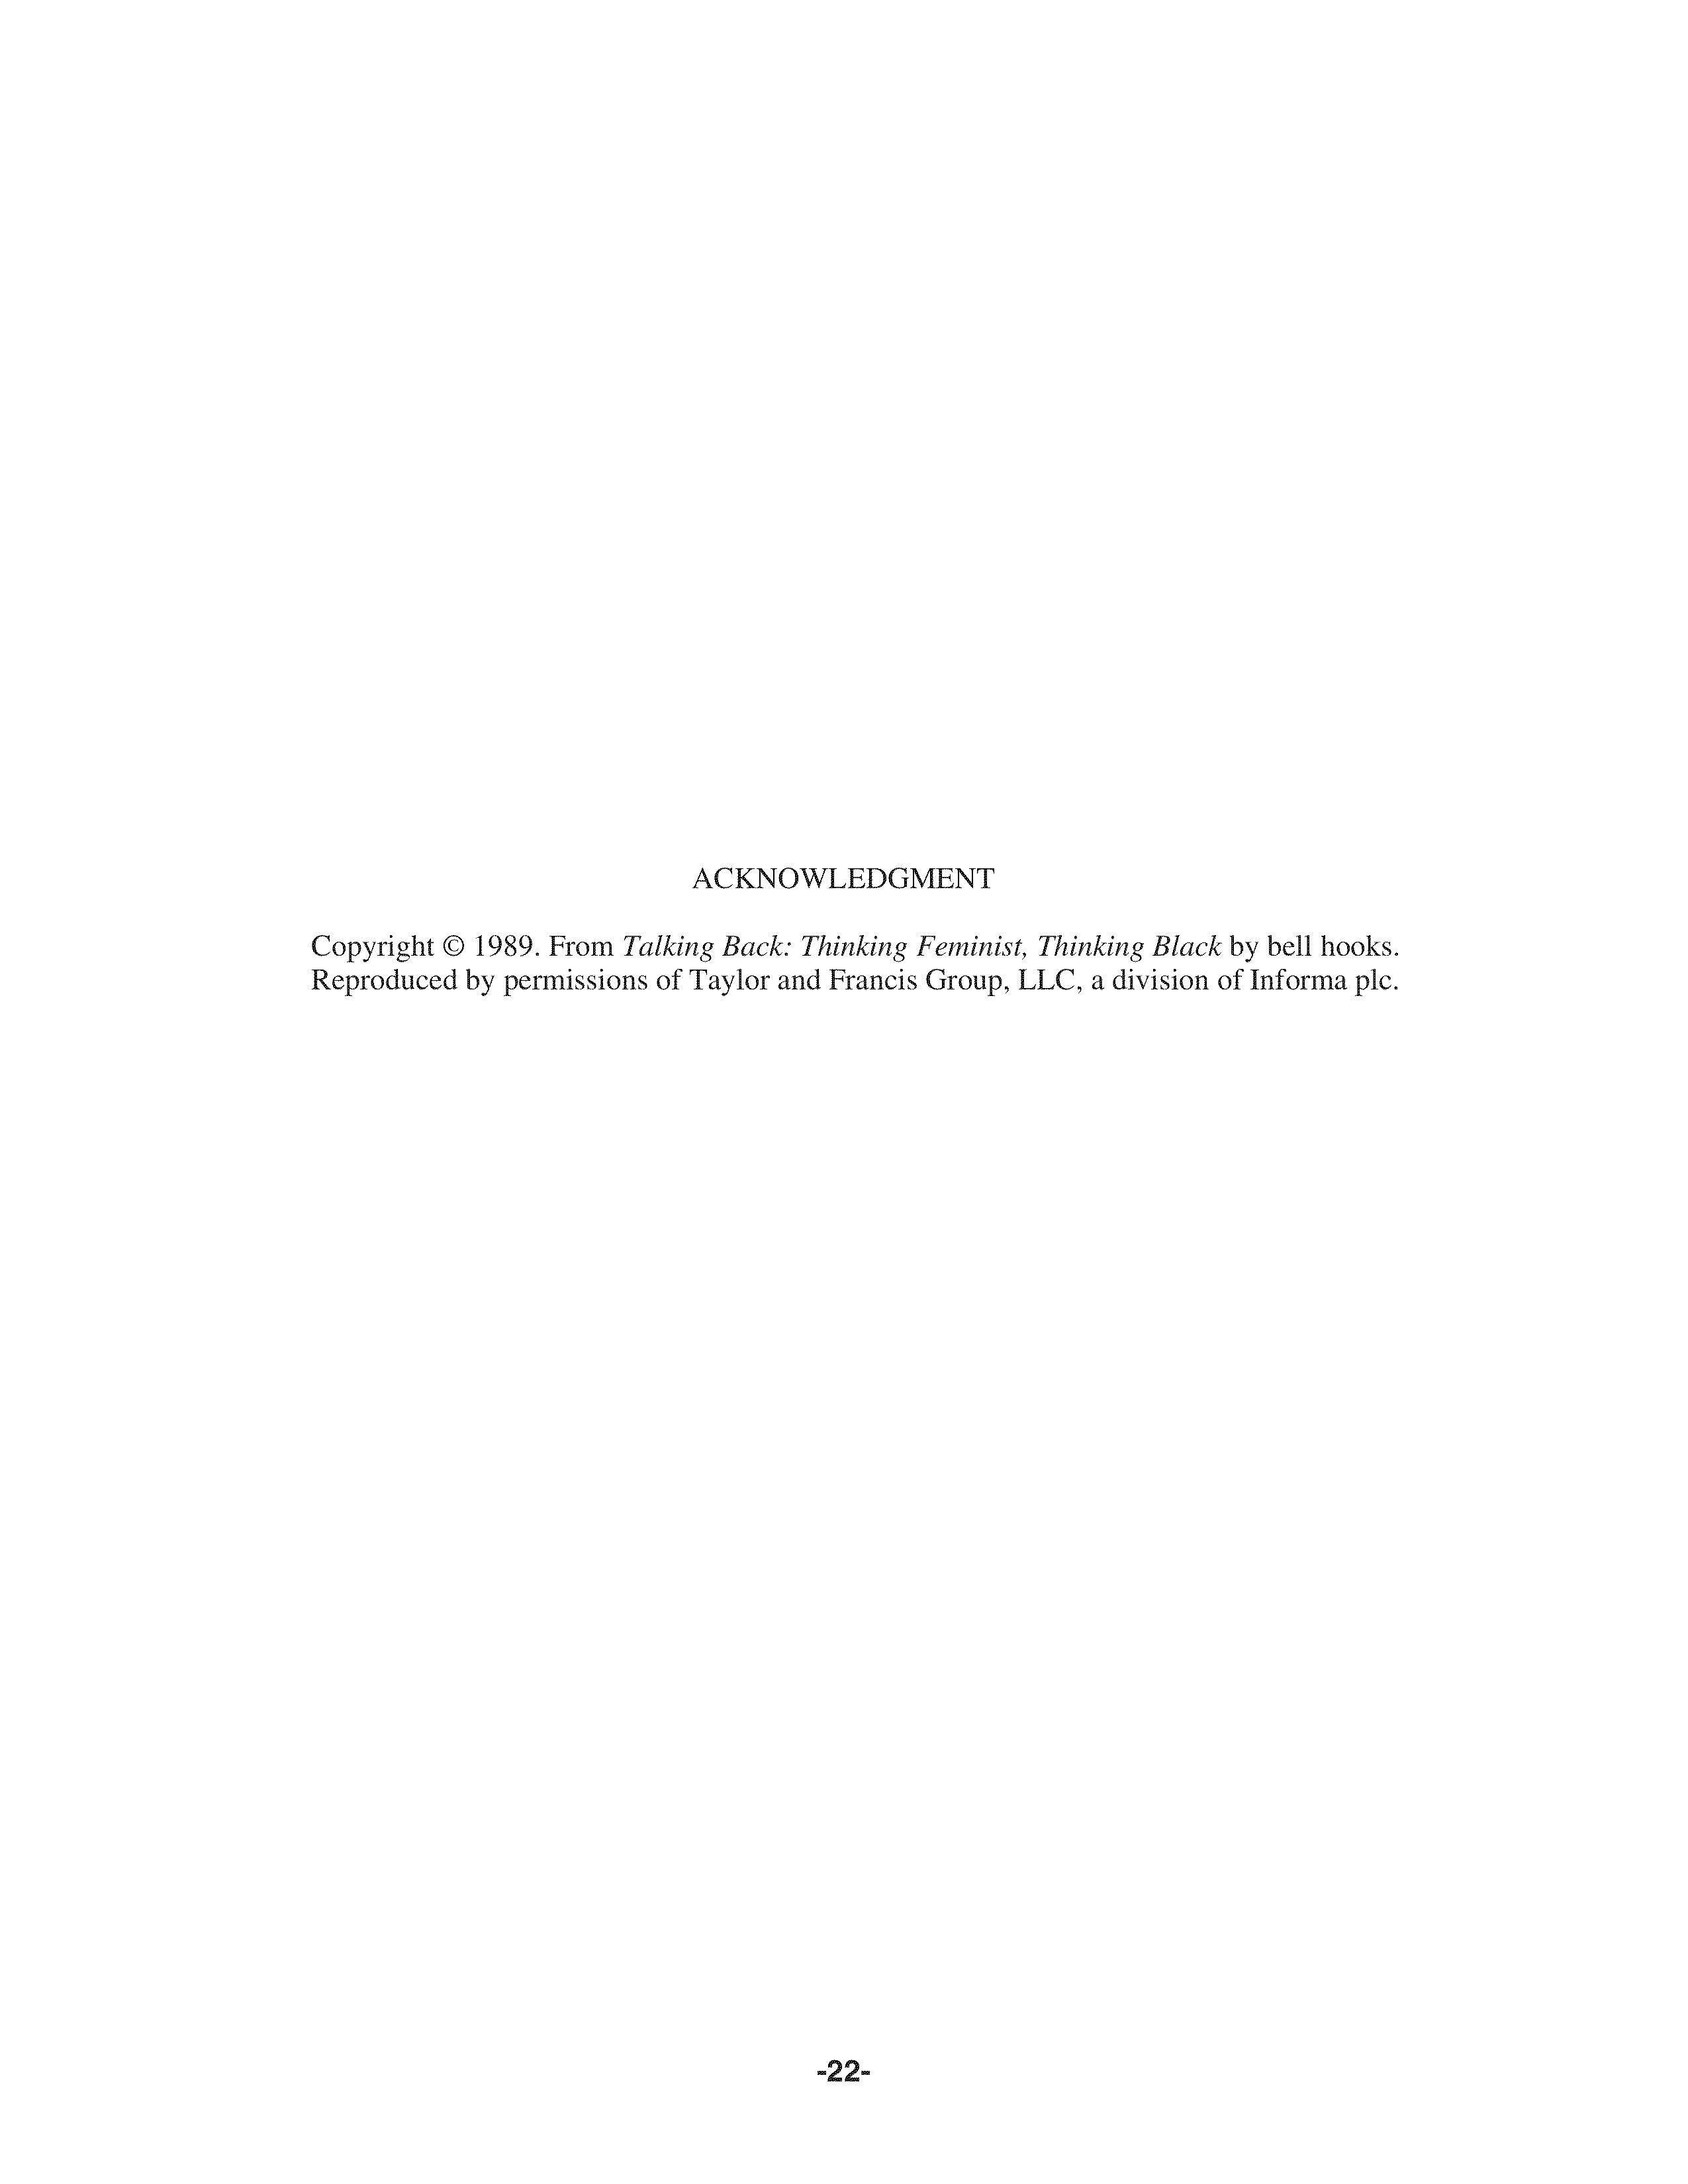 ACKNOWLEDGMENT
Copyright © 1989. From Talking Back: Thinking Feminist, Thinking Black by bell hooks.
Reproduced by permissions of Taylor and Francis Group, LLC, a division of Informa plc.
-22-